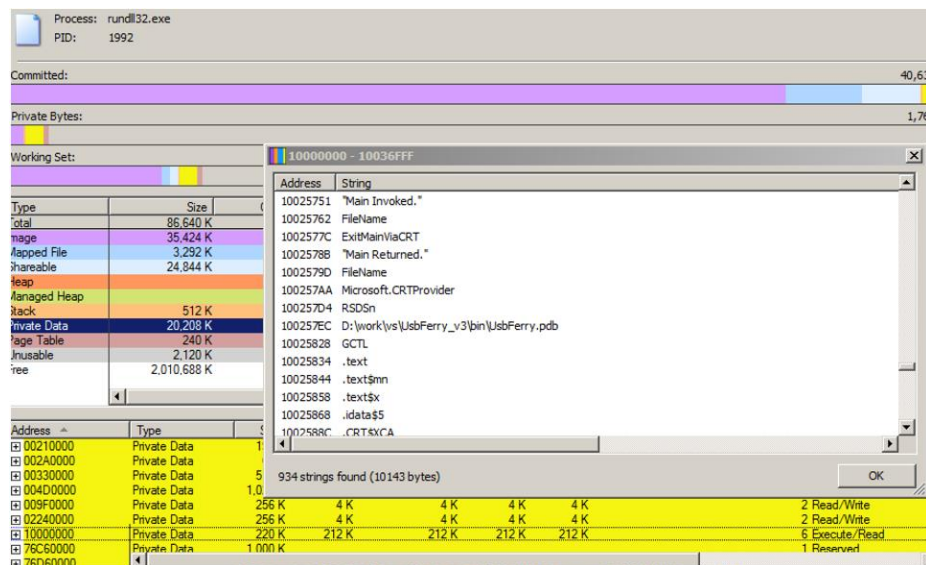 Process: rundll32.exe
PID: 1992
Committed:
Private Bytes:
Working Set:
Type Size
Total 86,640 K
Image 35,424 K
Mapped File 3,292 K
Shareable 24,844 K
Heap
Managed Heap
Stack 512 K
Private Data 20,208 K
Page Table 240 K
Unusable 2,120 K
Free 2,010,688 K
10000000 - 10036FFF
Address String
10025751 "Main Invoked."
10025762 FileName
1002577C ExitMainViaCRT
1002578B "Main Returned."
1002579D FileName
100257AA Microsoft.CRTProvider
100257D4 RSDSn
100257EC D:\work\vs\UsbFerry_v3\bin\UsbFerry.pdb
10025828 GCTL
10025834 .text
10025844 .text$mn
10025858 .text$x
10025868 .idata$5
1002588C .CRT$XCA
934 strings found (10143 bytes)
OK
Address Type
00210000 Private Data
002A0000 Private Data
00330000 Private Data
004D0000 Private Data
009F0000 Private Data 256 K 4 K 4 K 4 K 4 K 2 Read/Write
02240000 Private Data 256 K 4 K 4 K 4 K 4 K 2 Read/Write
10000000 Private Data 220 K 212 K 212 K 212 K 212 K 6 Execute/Read
76C60000 Private Data 1,000 K 1 Reserved
76D60000